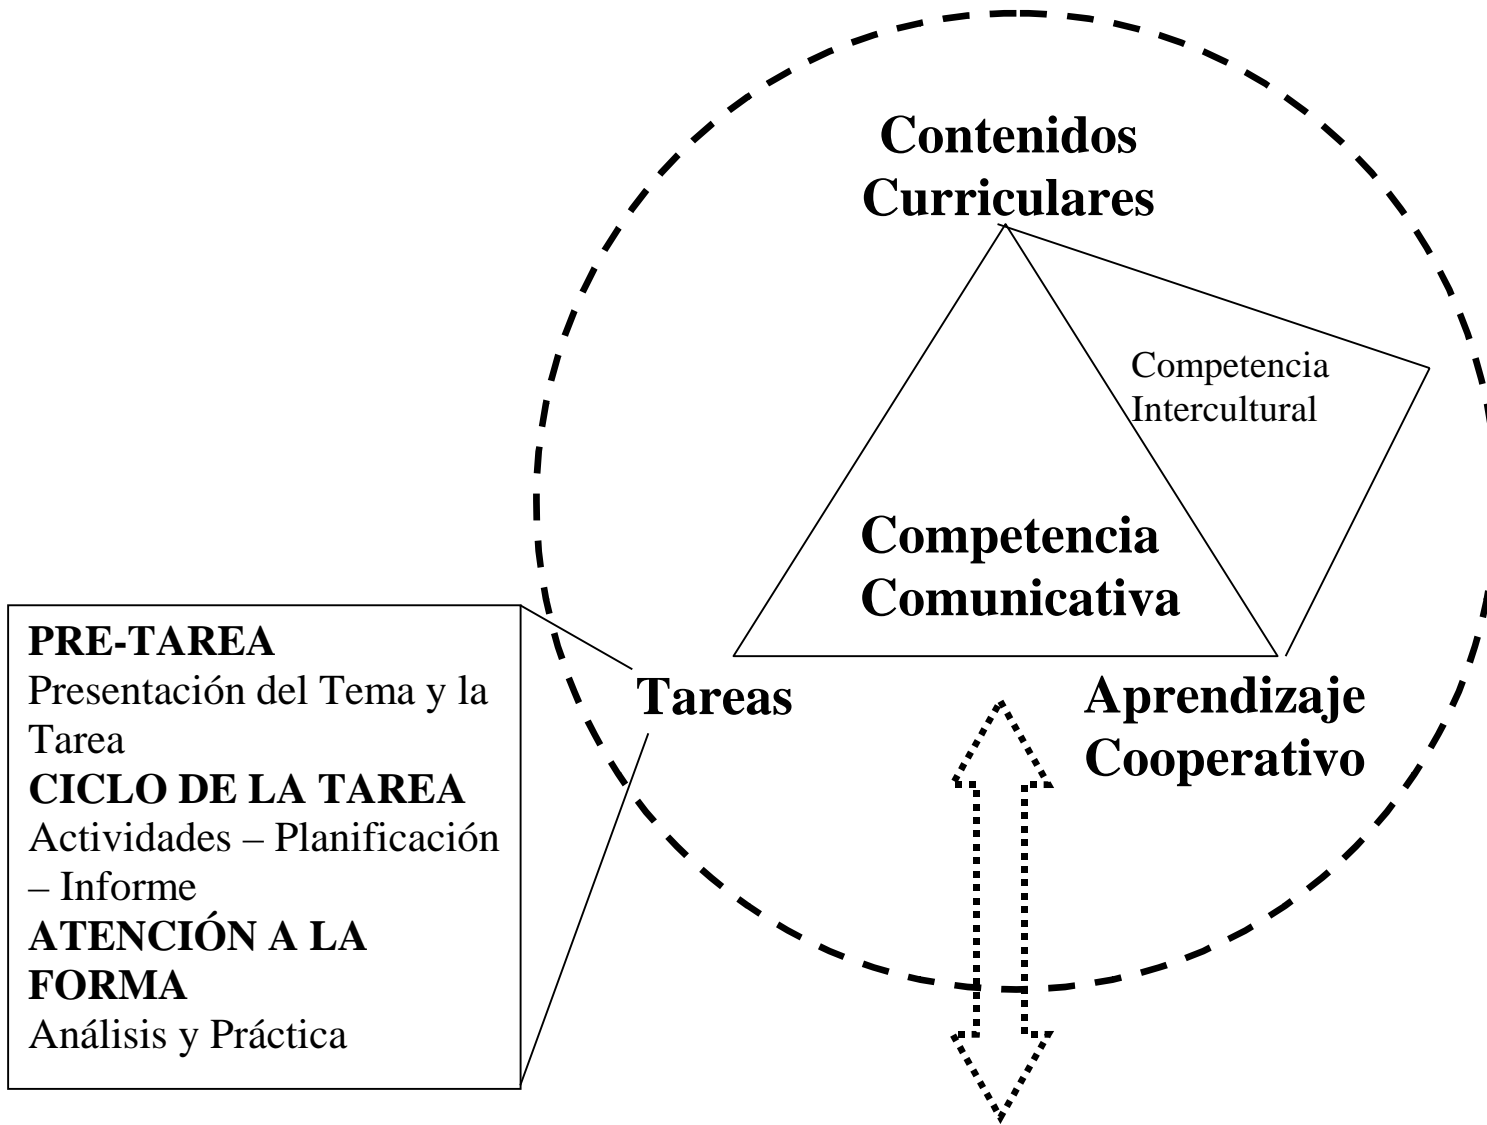 Contenidos
Curriculares
Competencia
Intercultural
Competencia
Comunicativa
PRE-TAREA
Presentación del Tema y la
Tarea
CICLO DE LA TAREA
Actividades – Planificación
– Informe
ATENCIÓN A LA
FORMA
Análisis y Práctica
Tareas
Aprendizaje
Cooperativo